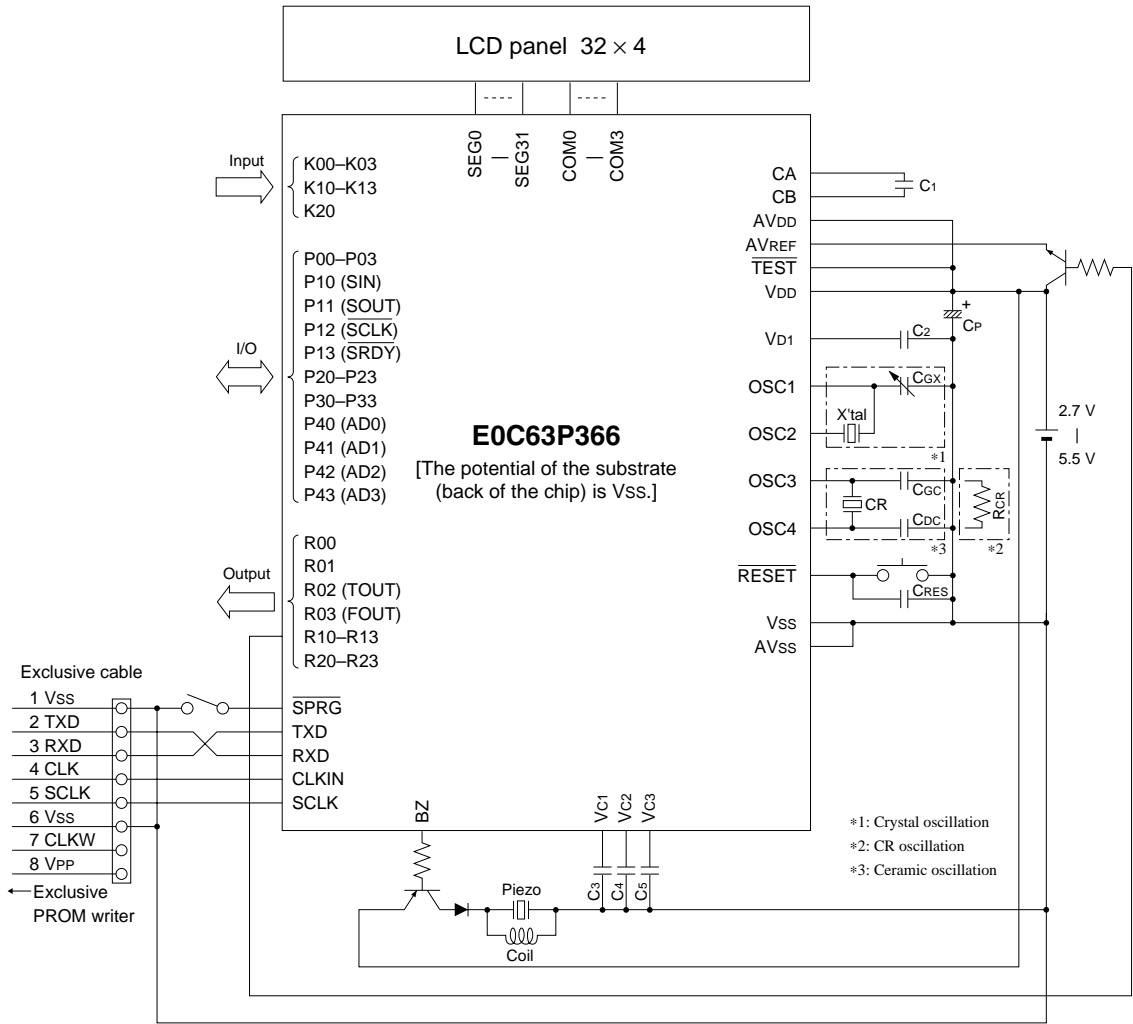 LCD panel 32 × 4
SEG0
SEG31
COM0
COM3
Input
K00–K03
K10–K13
K20
I/O
P00–P03
P10 (SIN)
P11 (SOUT)
P12 (SCLK)
P13 (SRDY)
P20–P23
P30–P33
P40 (AD0)
P41 (AD1)
P42 (AD2)
P43 (AD3)
Output
R00
R01
R02 (TOUT)
R03 (FOUT)
R10–R13
R20–R23
E0C63P366
[The potential of the substrate
(back of the chip) is VSS.]
CA
CB
AVDD
AVREF
TEST
VDD
VD1
OSC1
OSC2
OSC3
OSC4
RESET
VSS
AVSS
C1
+
CP
C2
CGX
X'tal
*1
CGC
CR
CDC
*3
RCR
*2
CRES
2.7 V
|
5.5 V
Exclusive cable
1 VSS
2 TXD
3 RXD
4 CLK
5 SCLK
6 VSS
7 CLKW
8 VPP
Exclusive
PROM writer
SPRG
TXD
RXD
CLKIN
SCLK
BZ
VC1
VC2
VC3
C3
C4
C5
Piezo
Coil
*1: Crystal oscillation
*2: CR oscillation
*3: Ceramic oscillation